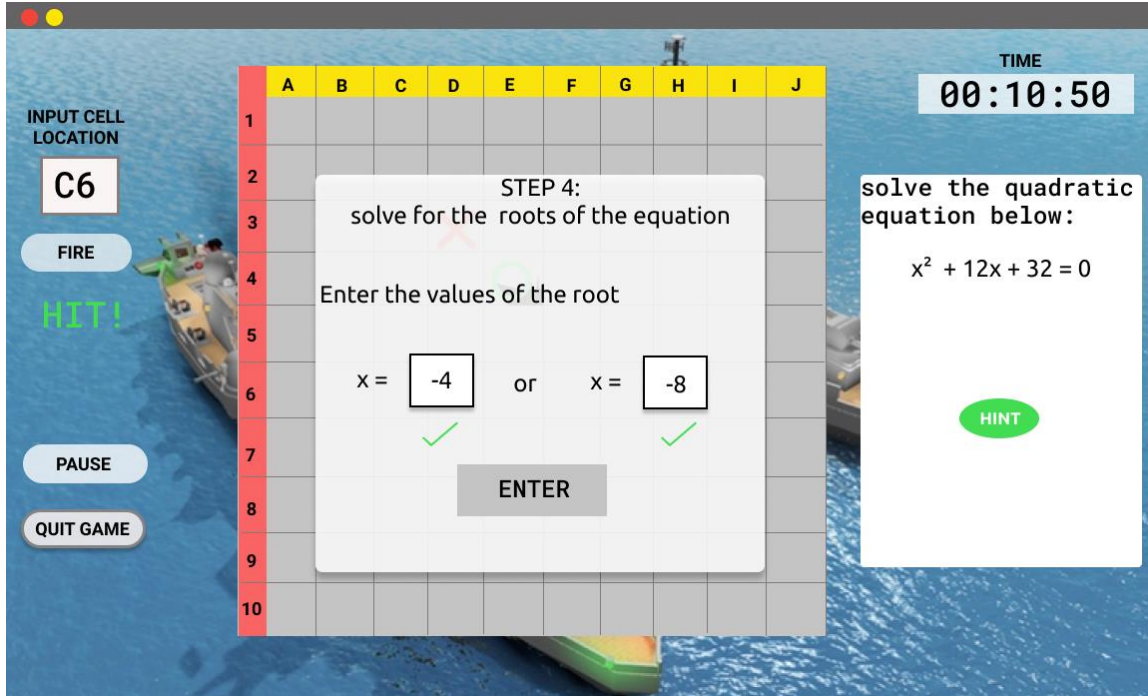 INPUT CELL
LOCATION
C6
FIRE
HIT!
PAUSE
QUIT GAME
A B C D E F G H I J
1
2
3
4
5
6
7
8
9
10
STEP 4:
solve for the roots of the equation
Enter the values of the root
x = -4 or x = -8
ENTER
TIME
00:10:50
solve the quadratic
equation below:
x² + 12x + 32 = 0
HINT